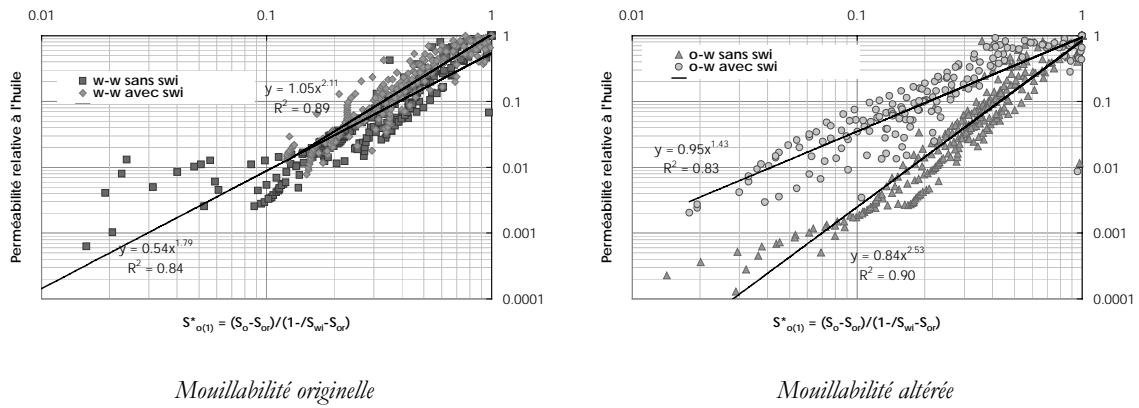 0.01 0.1 1
1
0.1
0.01
0.001
0.0001
Perméabilité relative à l'huile
w-w sans swi
w-w avec swi
y = 1.05x^2.11
R² = 0.89
y = 0.54x^1.79
R² = 0.84
S*o(1) = (So-Sor)/(1-/Swi-Sor)
Mouillabilité originelle
0.01 0.1 1
1
0.1
0.01
0.001
0.0001
Perméabilité relative à l'huile
o-w sans swi
o-w avec swi
y = 0.95x^1.43
R² = 0.83
y = 0.84x^2.53
R² = 0.90
S*o(1) = (So-Sor)/(1-/Swi-Sor)
Mouillabilité altérée